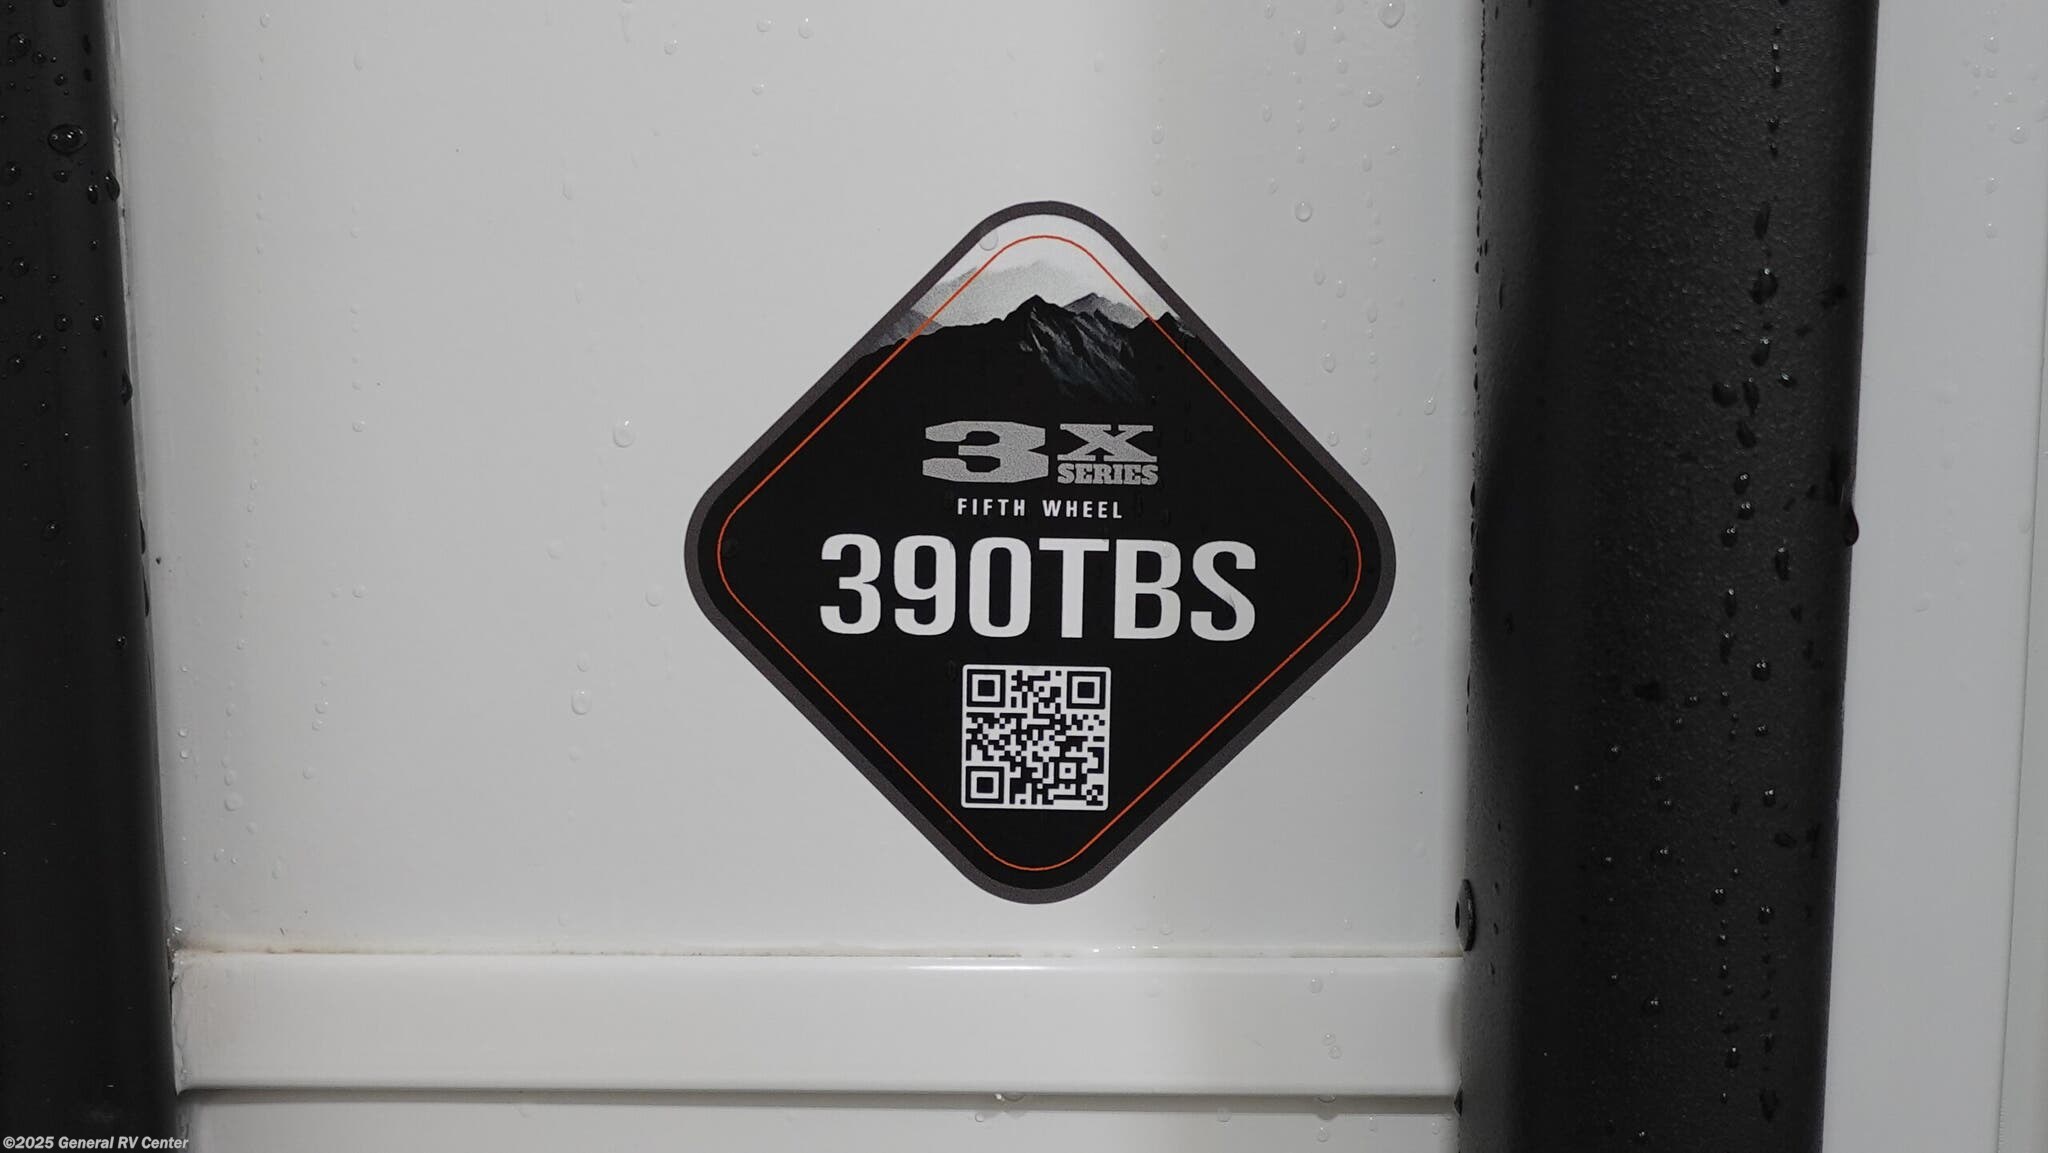 3X
SERIES
FIFTH WHEEL
390TBS
©2025 General RV Center